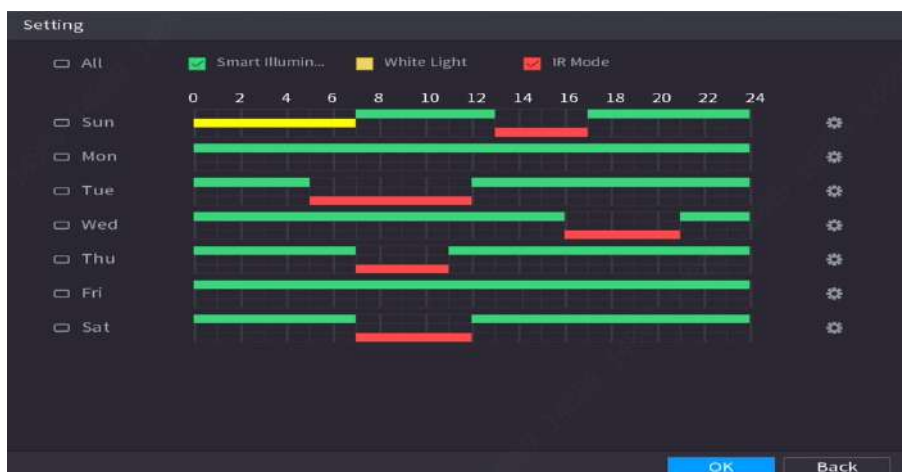 Setting
All Smart Illumin... White Light IR Mode
0 2 4 6 8 10 12 14 16 18 20 22 24
Sun
Mon
Tue
Wed
Thu
Fri
Sat
OK Back